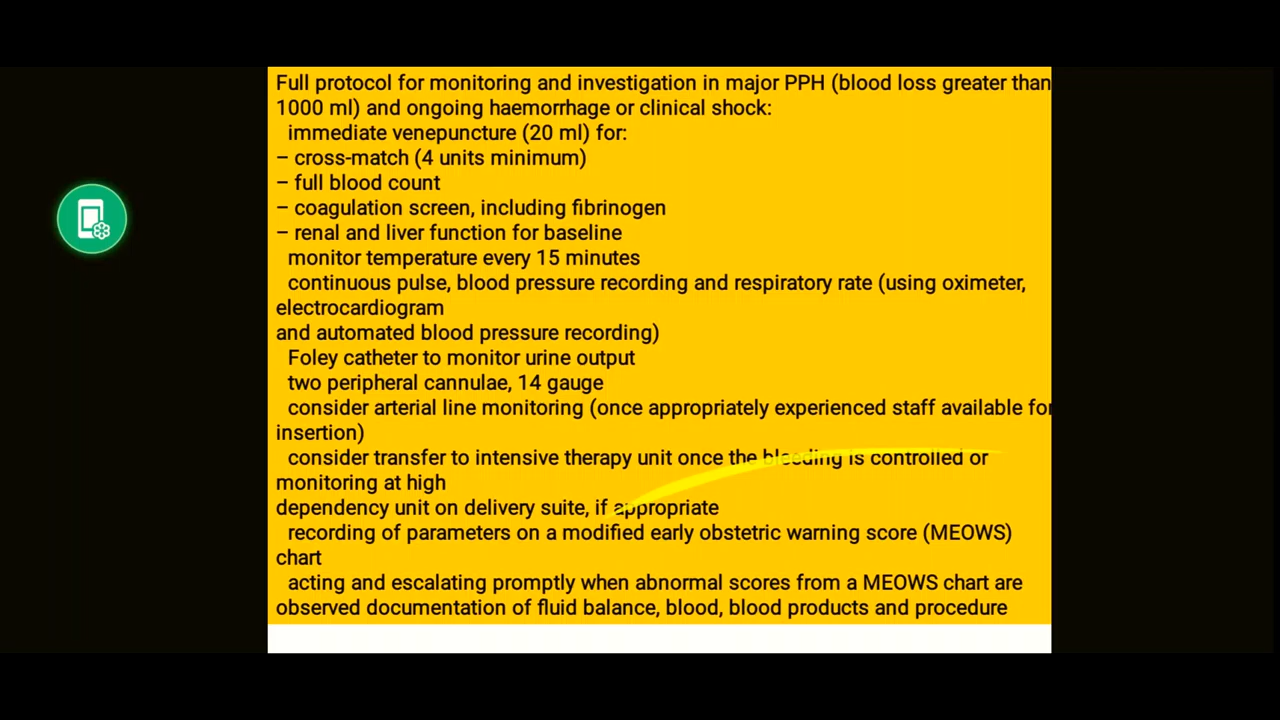 Full protocol for monitoring and investigation in major PPH (blood loss greater than
1000 ml) and ongoing haemorrhage or clinical shock:
immediate venepuncture (20 ml) for:
– cross-match (4 units minimum)
– full blood count
– coagulation screen, including fibrinogen
– renal and liver function for baseline
monitor temperature every 15 minutes
continuous pulse, blood pressure recording and respiratory rate (using oximeter,
electrocardiogram
and automated blood pressure recording)
Foley catheter to monitor urine output
two peripheral cannulae, 14 gauge
consider arterial line monitoring (once appropriately experienced staff available for
insertion)
consider transfer to intensive therapy unit once the bleeding is controlled or
monitoring at high
dependency unit on delivery suite, if appropriate
recording of parameters on a modified early obstetric warning score (MEOWS)
chart
acting and escalating promptly when abnormal scores from a MEOWS chart are
observed documentation of fluid balance, blood, blood products and procedure